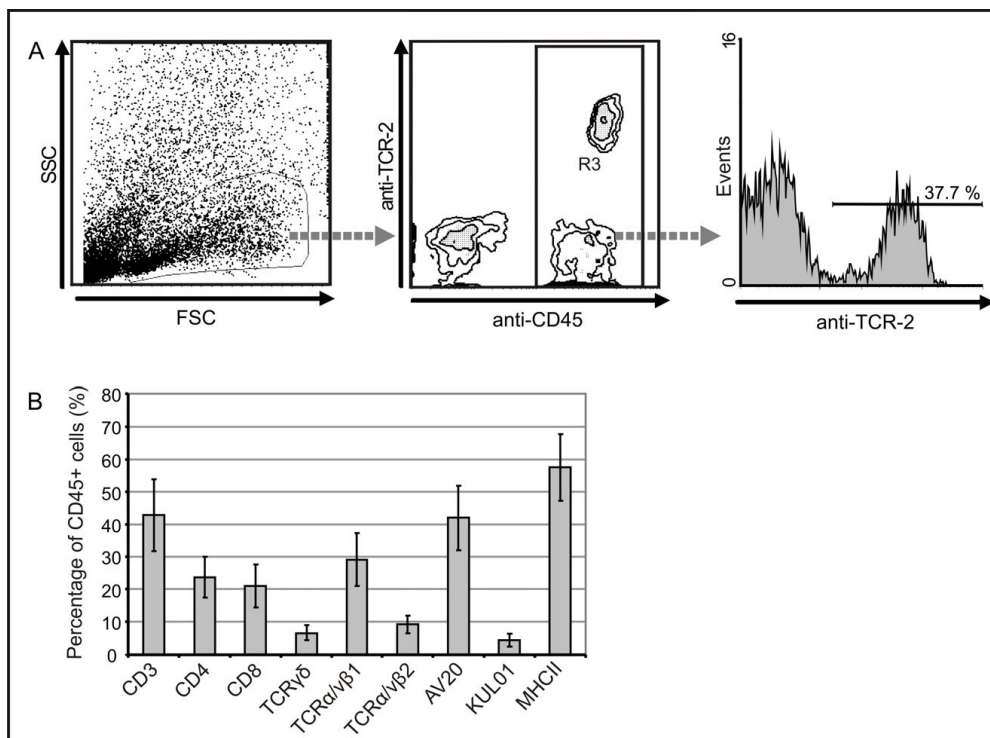 A
SSC
FSC
anti-TCR-2
R3
anti-CD45
Events
16
0
37.7 %
anti-TCR-2
B
Percentage of CD45+ cells (%)
80
70
60
50
40
30
20
10
0
CD3
CD4
CD8
TCRγδ
TCRα/vβ1
TCRα/vβ2
AV20
KUL01
MHCII